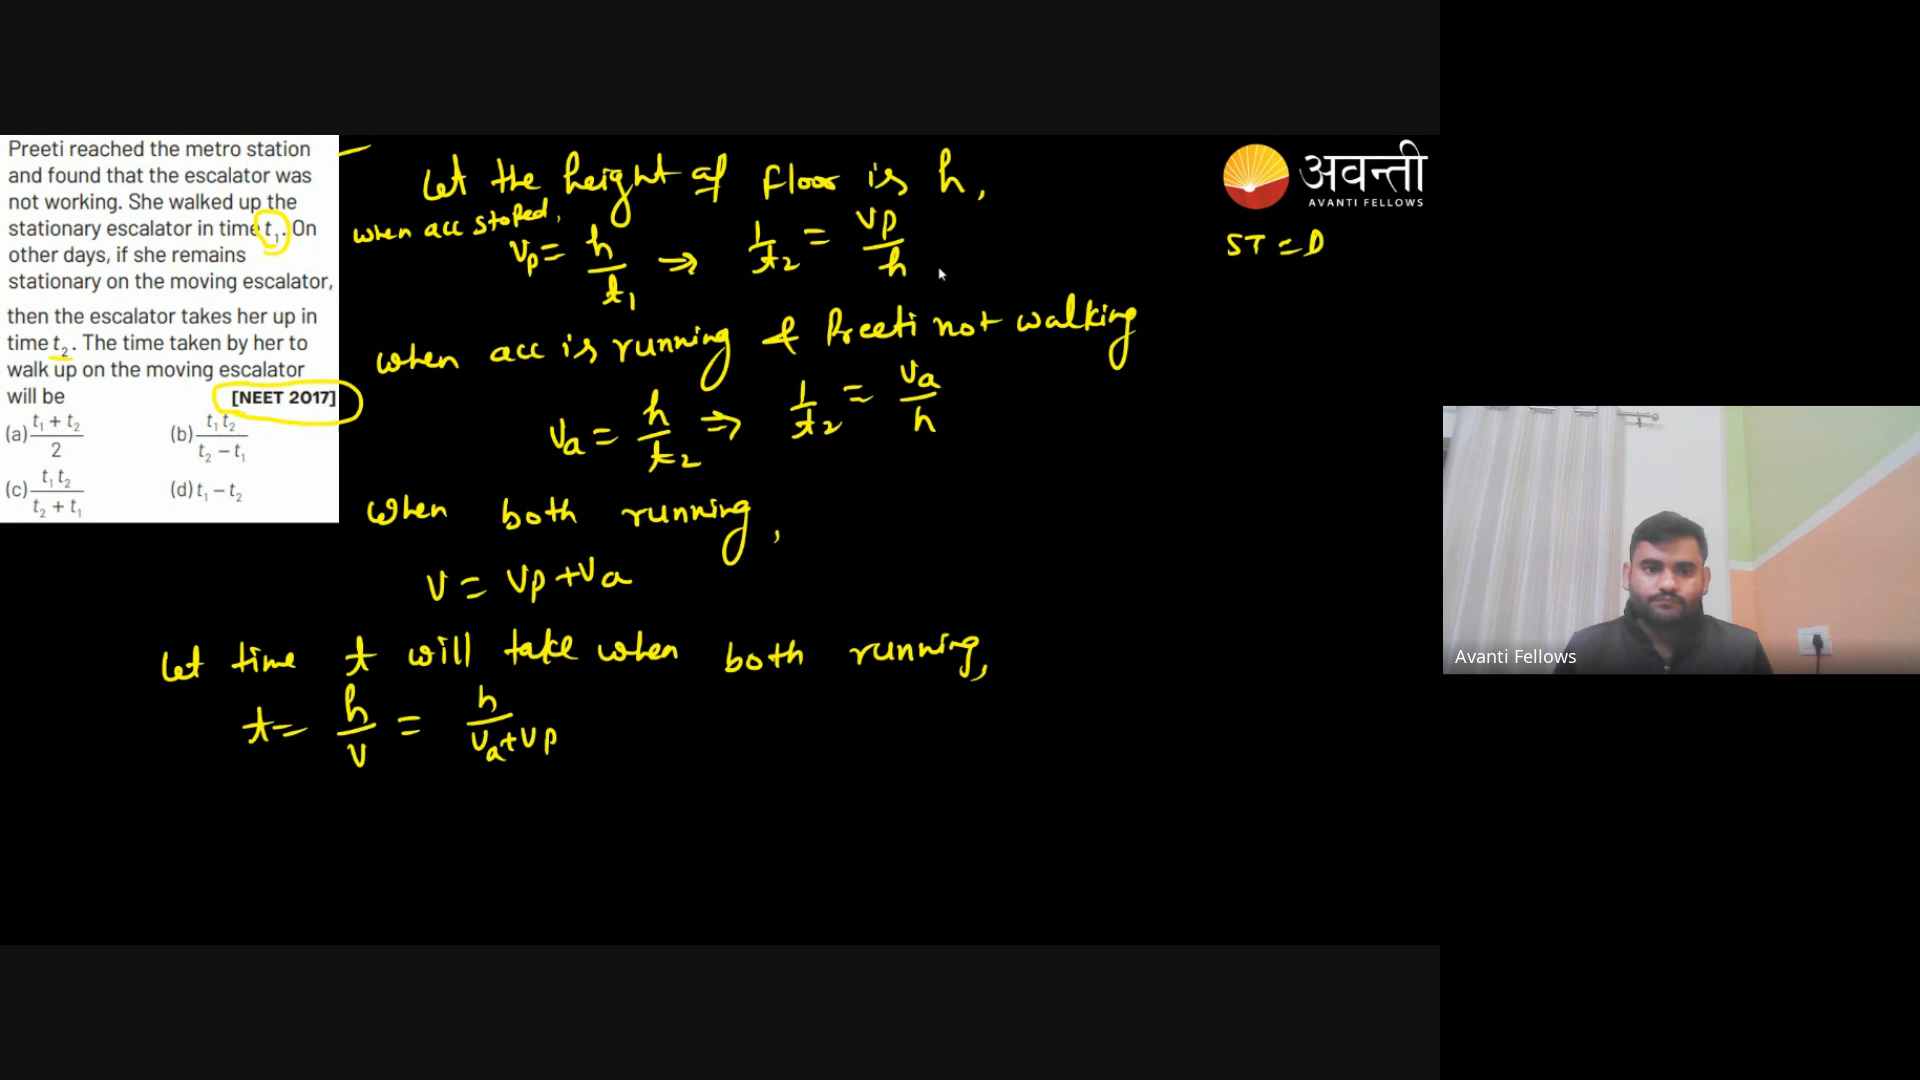 Preeti reached the metro station
and found that the escalator was
not working. She walked up the
stationary escalator in time t₁. On
other days, if she remains
stationary on the moving escalator,
then the escalator takes her up in
time t₂. The time taken by her to
walk up on the moving escalator
will be [NEET 2017]
(a) (t₁ + t₂)/2 (b) (t₁ t₂)/(t₂ – t₁)
(c) (t₁ t₂)/(t₂ + t₁) (d) t₁ – t₂
Let the height of floor is h,
when acc stoped,
Vp = h/t₁ ⇒ 1/t₂ = Vp/h
when acc is running & Preeti not walking
Va = h/t₂ ⇒ 1/t₂ = Va/h
When both running,
V = Vp + Va
Let time t will take when both running,
t = h/V = h/(Va + Vp)
अवन्ती
AVANTI FELLOWS
ST = D
Avanti Fellows